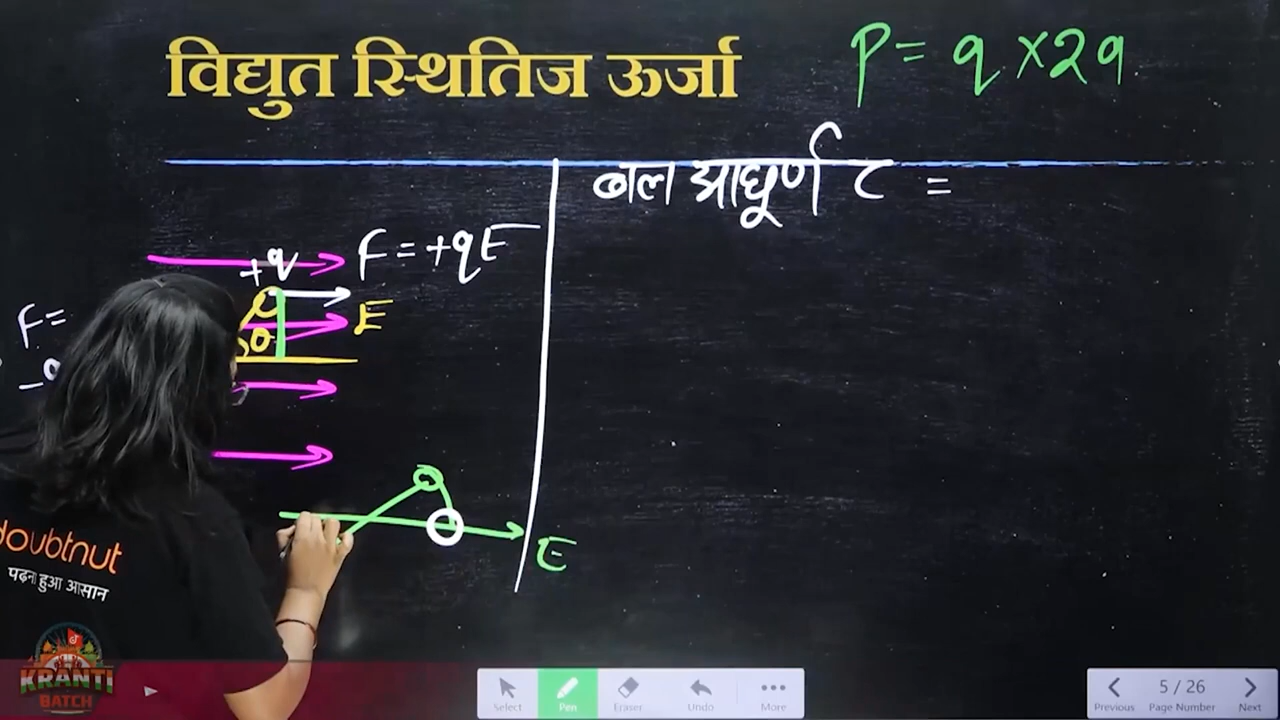 विद्युत स्थितिज ऊर्जा
P = q × 2a
बल आघूर्ण τ =
+q
F = +qE
F =
E
θ
E
doubtnut
पढ़ना हुआ आसान
KRANTI
BATCH
Select
Pen
Eraser
Undo
More
5 / 26
Previous
Page Number
Next